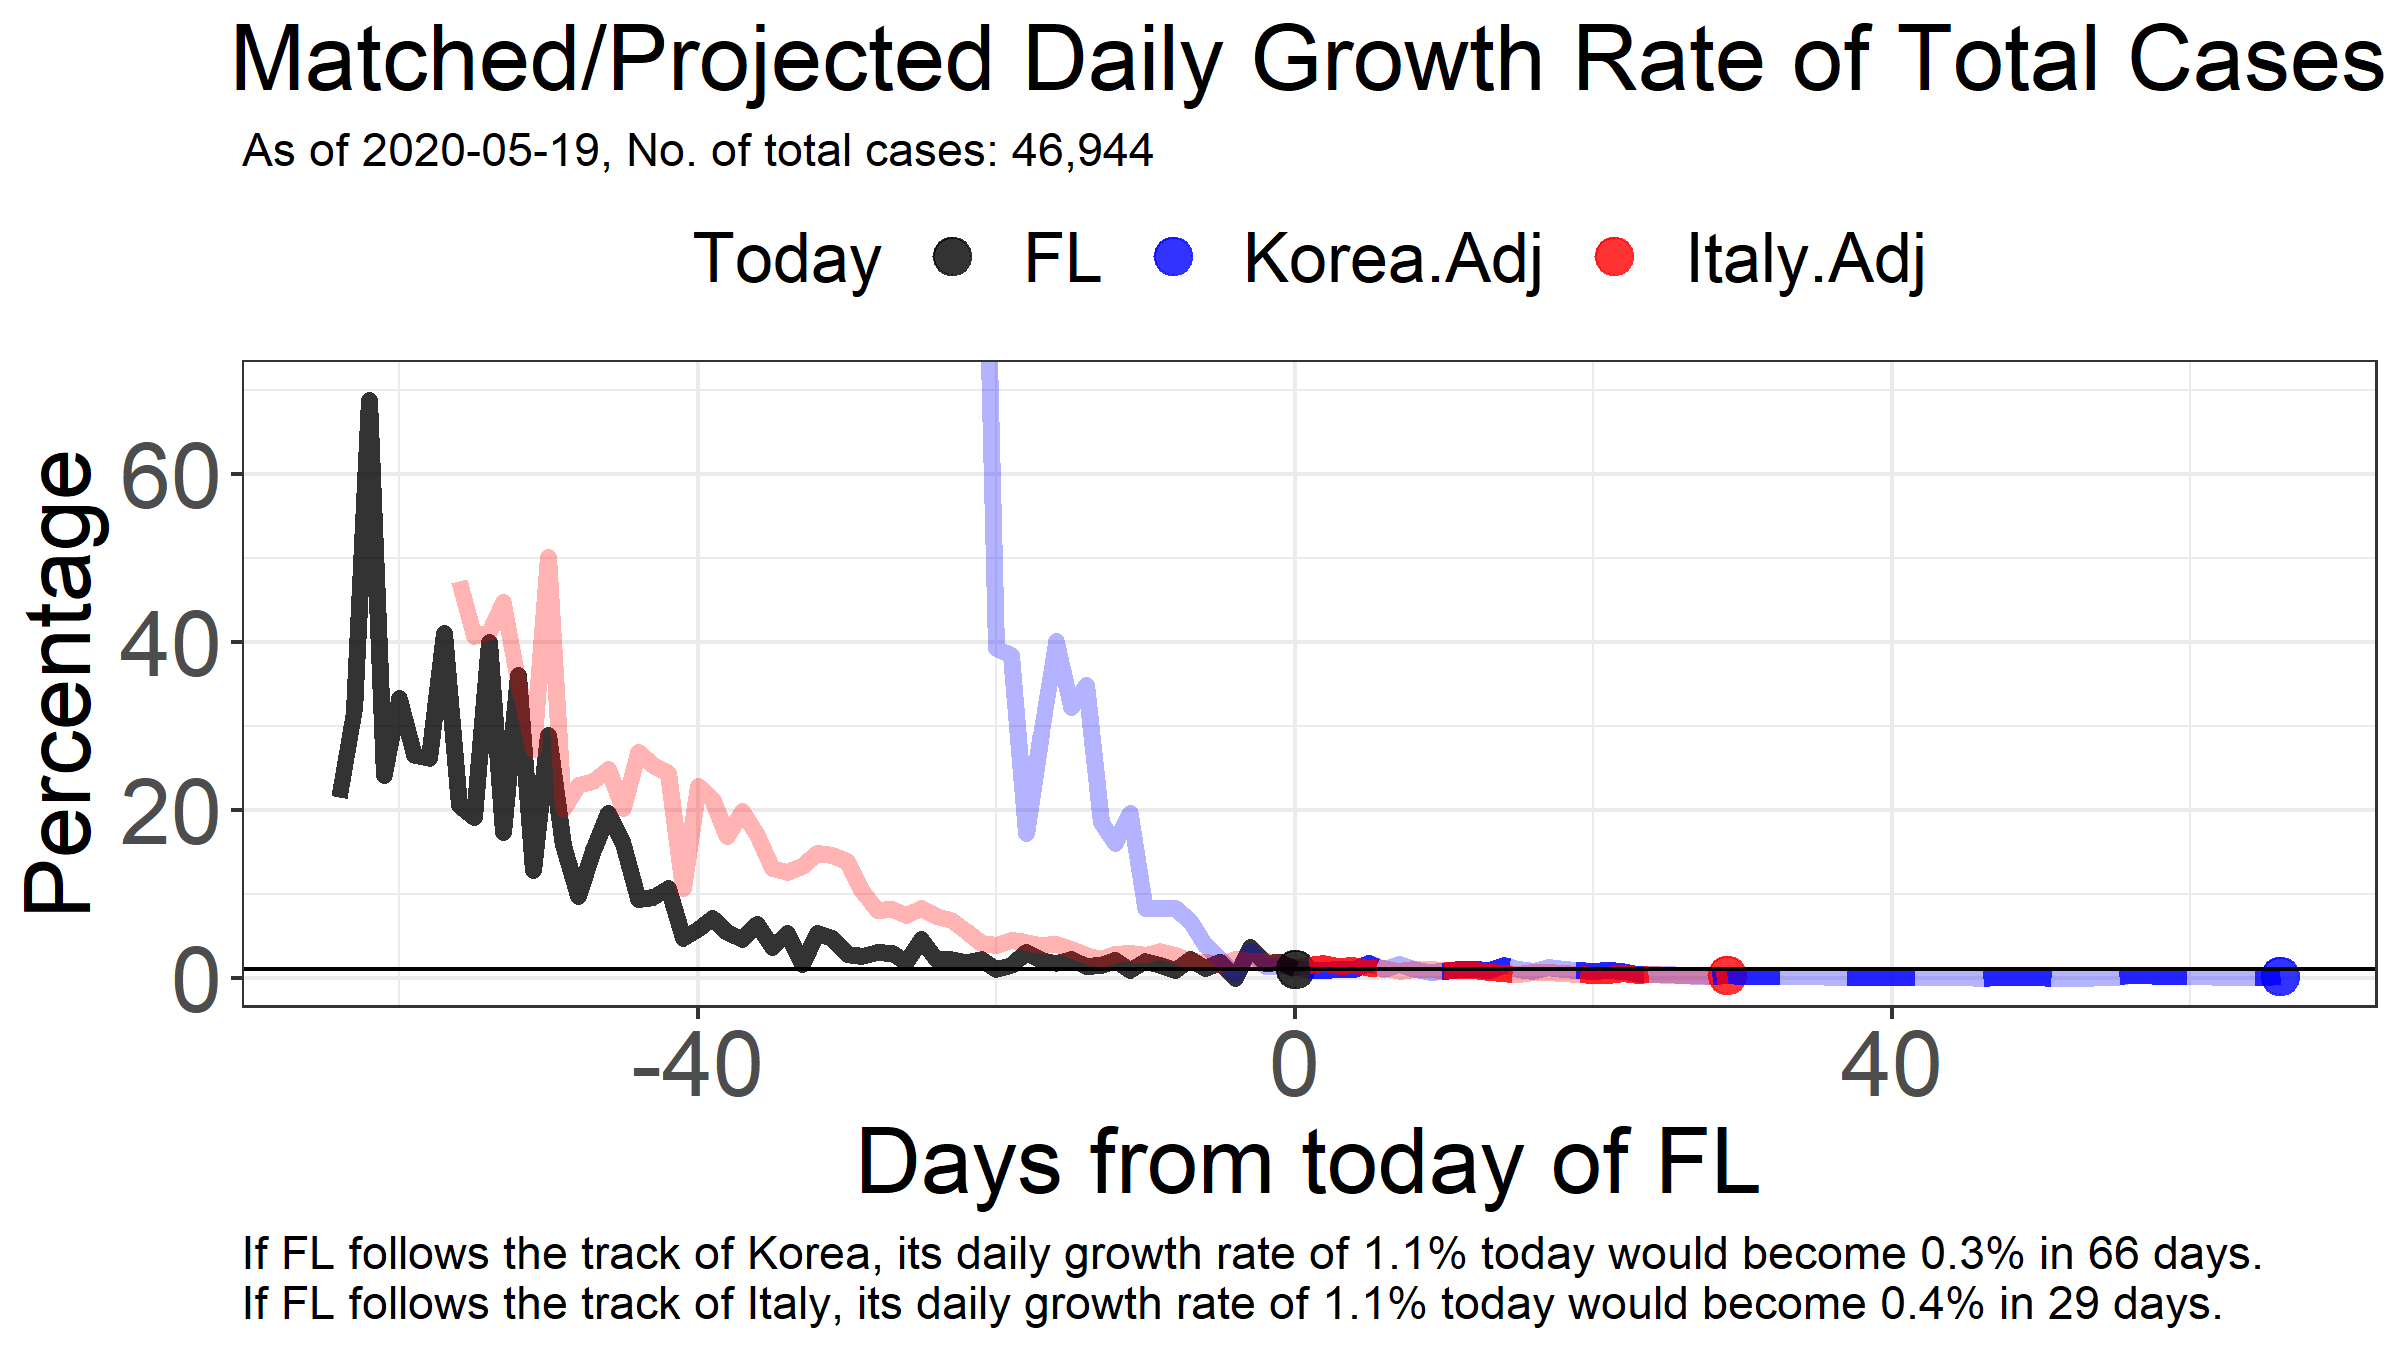 Matched/Projected Daily Growth Rate of Total Cases
As of 2020-05-19, No. of total cases: 46,944
Today FL Korea.Adj Italy.Adj
Percentage
60
40
20
0
-40 0 40
Days from today of FL
If FL follows the track of Korea, its daily growth rate of 1.1% today would become 0.3% in 66 days.
If FL follows the track of Italy, its daily growth rate of 1.1% today would become 0.4% in 29 days.